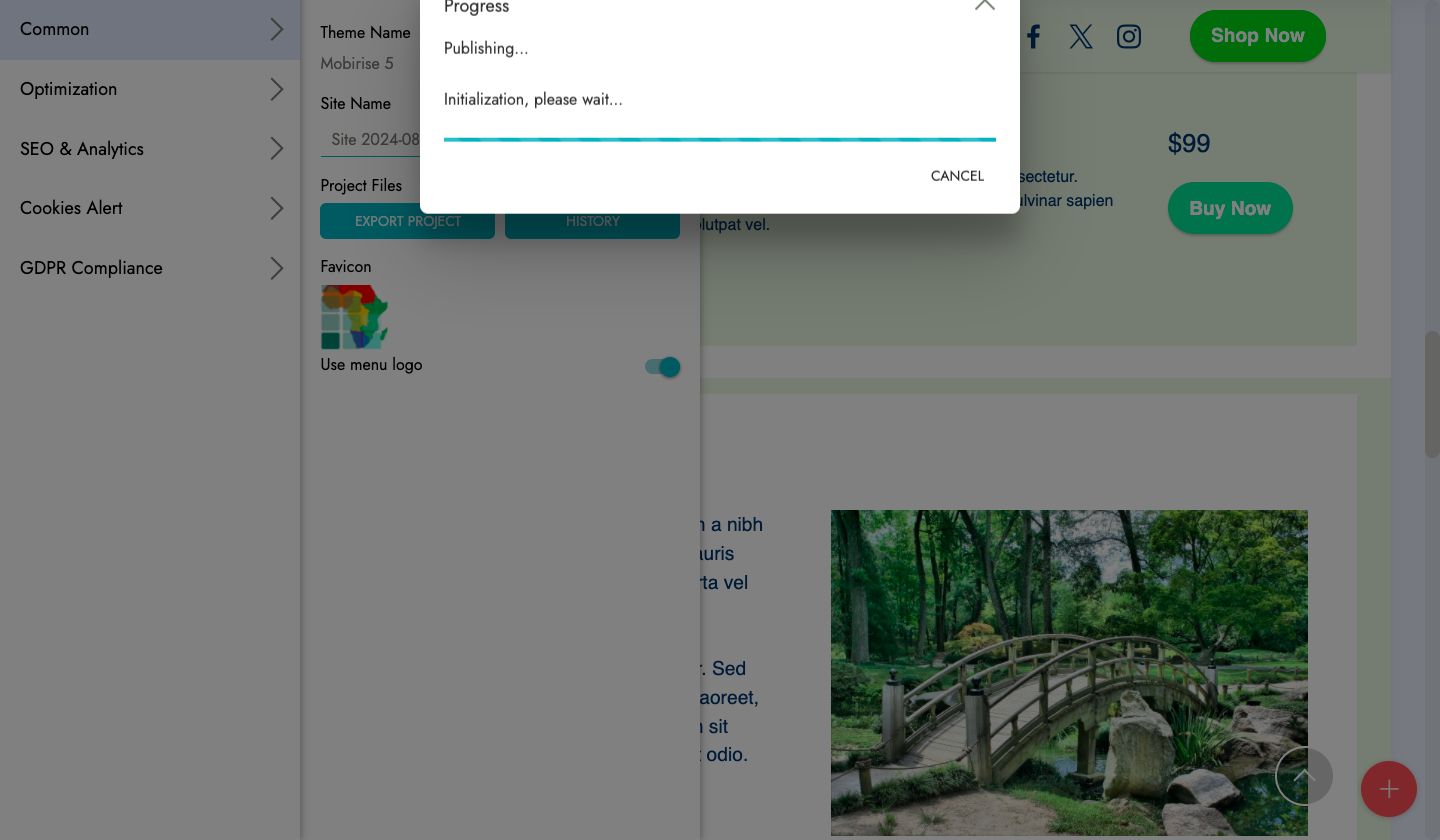 Common
Optimization
SEO & Analytics
Cookies Alert
GDPR Compliance
Theme Name
Mobirise 5
Site Name
Site 2024-08
Project Files
EXPORT PROJECT
HISTORY
Favicon
Use menu logo
Progress
Publishing...
Initialization, please wait...
CANCEL
Shop Now
$99
Buy Now
sectetur.
ulvinar sapien
olutpat vel.
n a nibh
auris
rta vel
r. Sed
aoreet,
n sit
t odio.